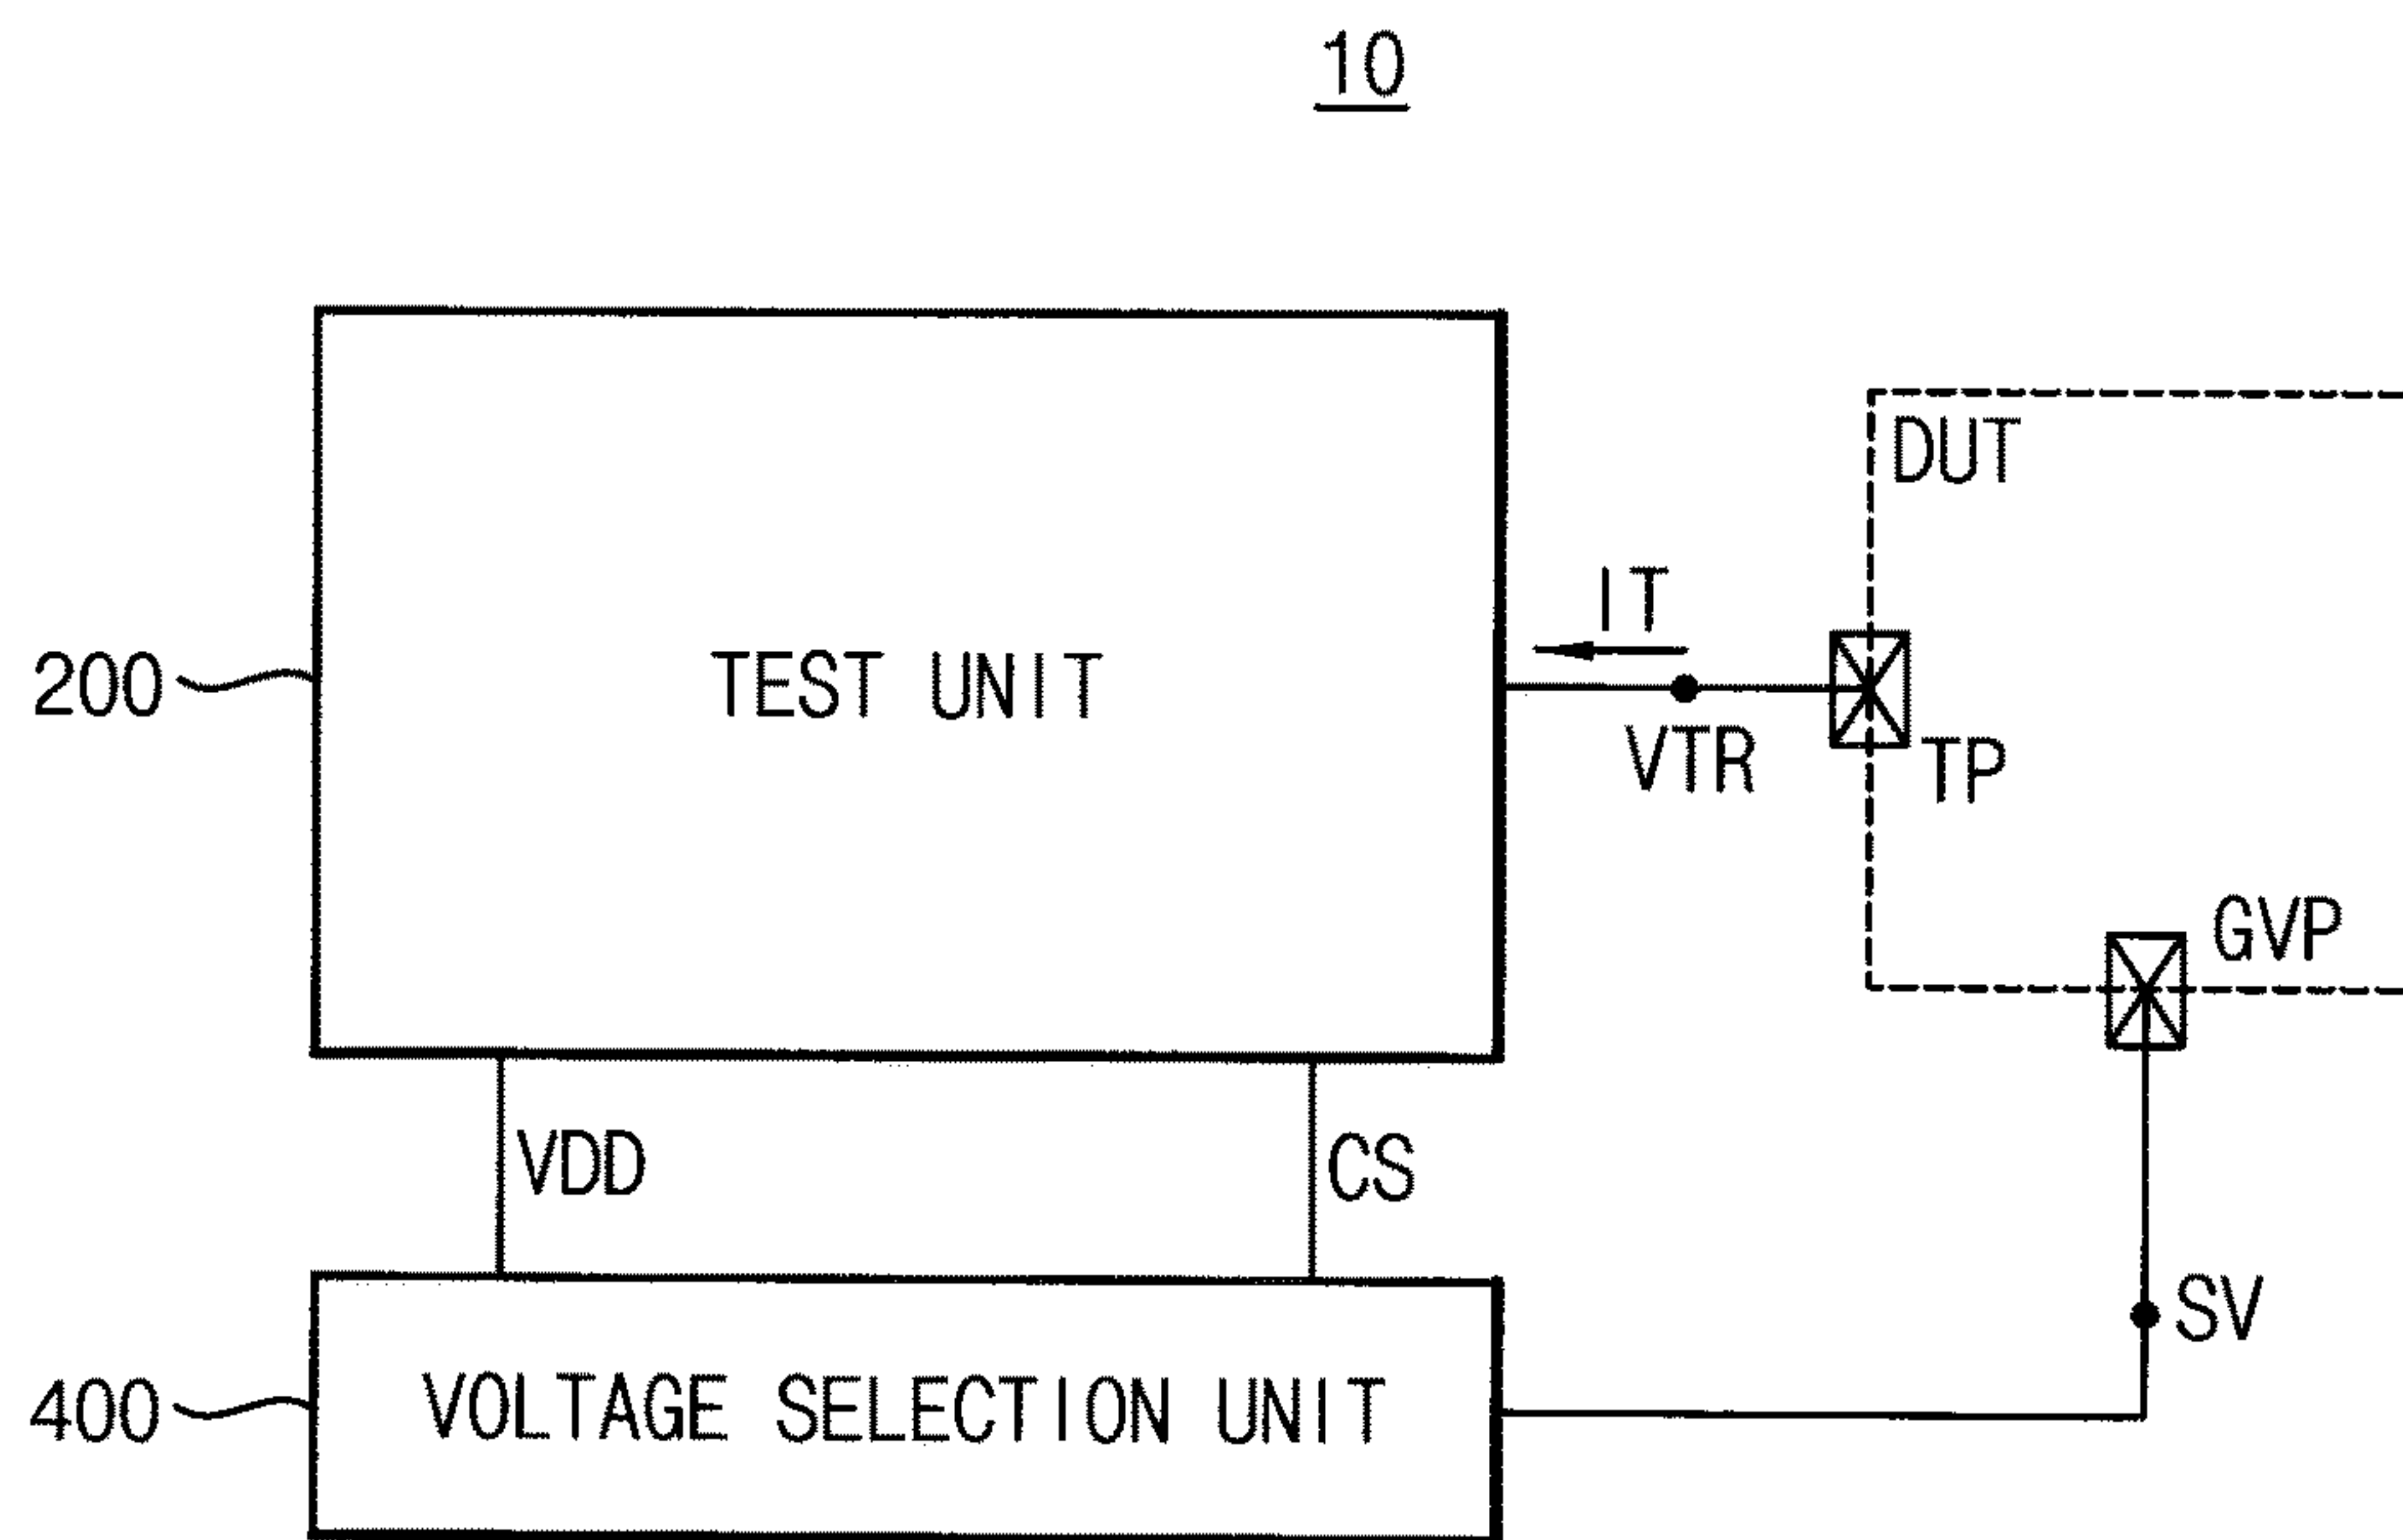 10
DUT
IT
200
TEST UNIT
VTR
TP
GVP
VDD
CS
SV
400
VOLTAGE SELECTION UNIT